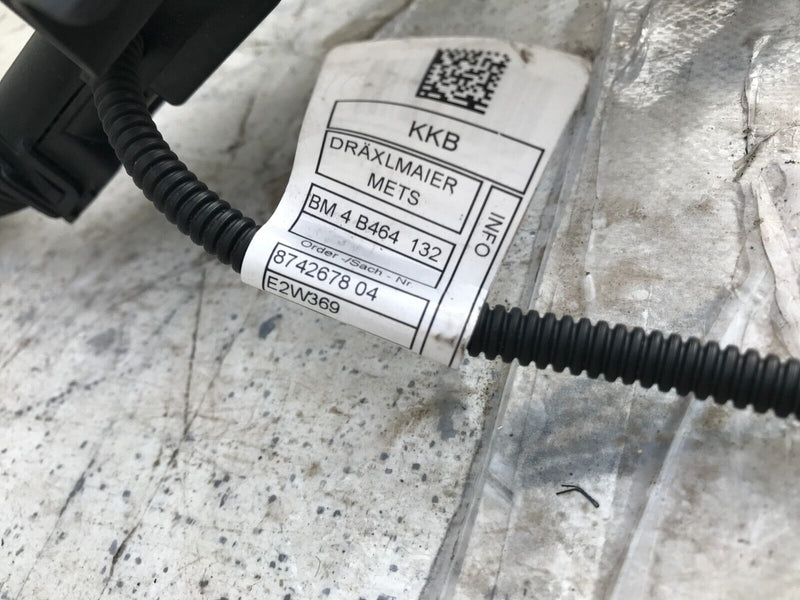 KKB
DRÄXLMAIER
METS
INFO
BM 4 B464 132
Order -/Sach - Nr
8742678 04
E2W369